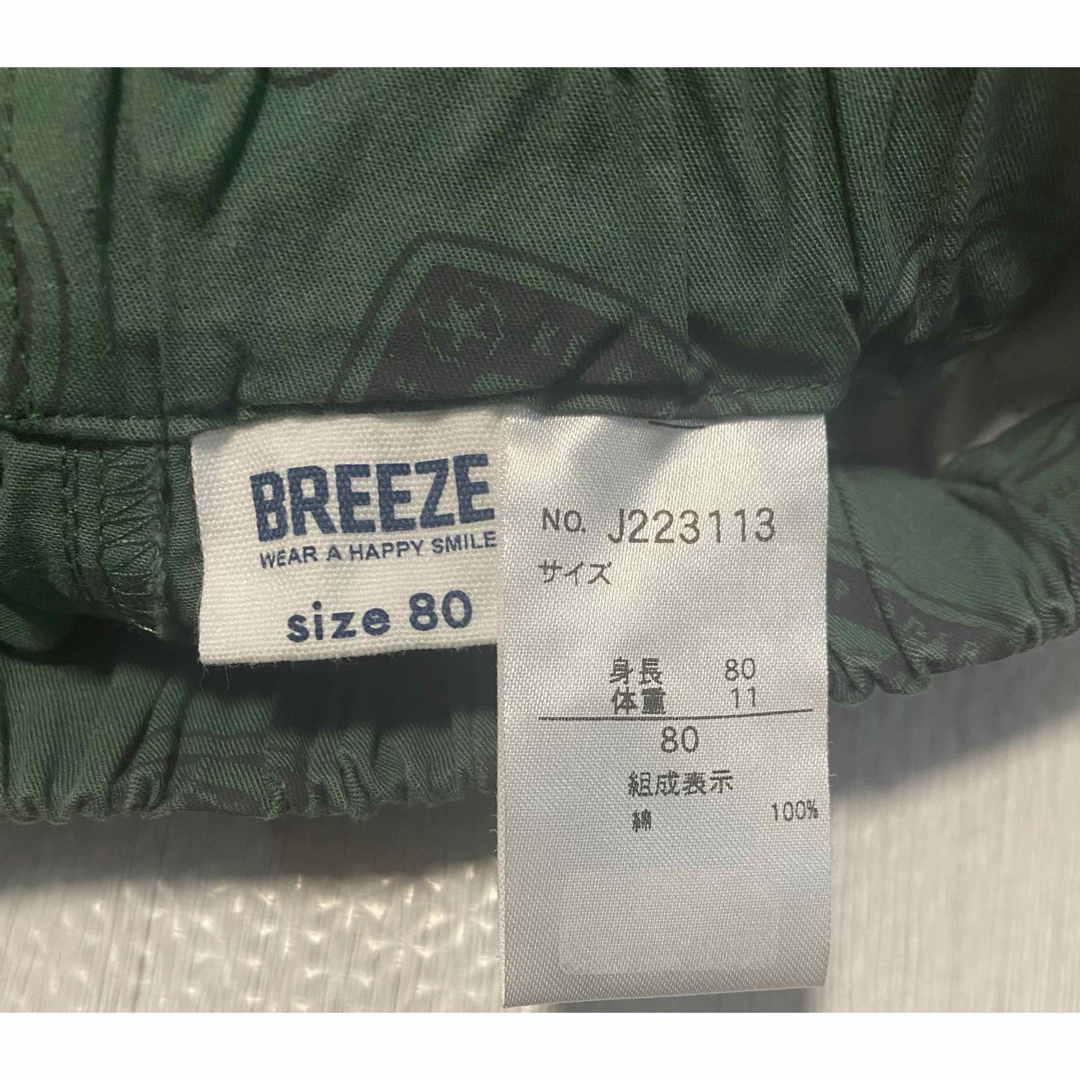 BREEZE
WEAR A HAPPY SMILE
size 80
NO. J223113
サイズ
身長 80
体重 11
80
組成表示
綿 100%